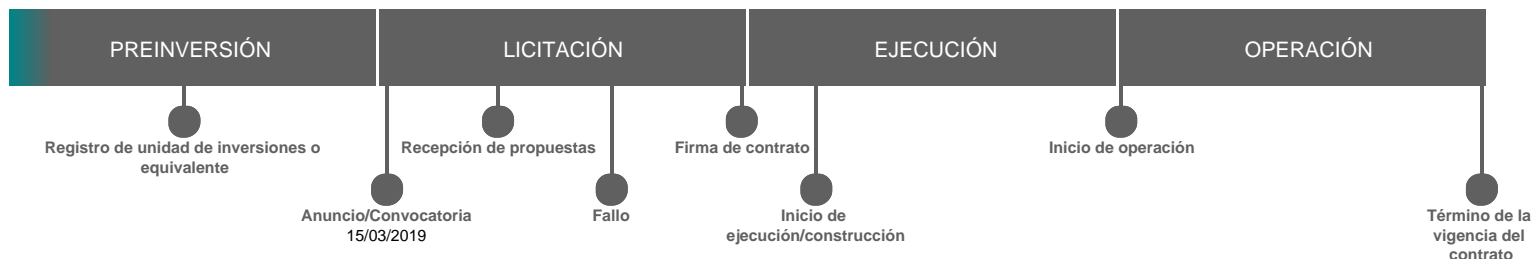 PREINVERSIÓN
LICITACIÓN
EJECUCIÓN
OPERACIÓN
Registro de unidad de inversiones o
equivalente
Recepción de propuestas
Firma de contrato
Inicio de operación
Anuncio/Convocatoria
15/03/2019
Fallo
Inicio de
ejecución/construcción
Término de la
vigencia del
contrato